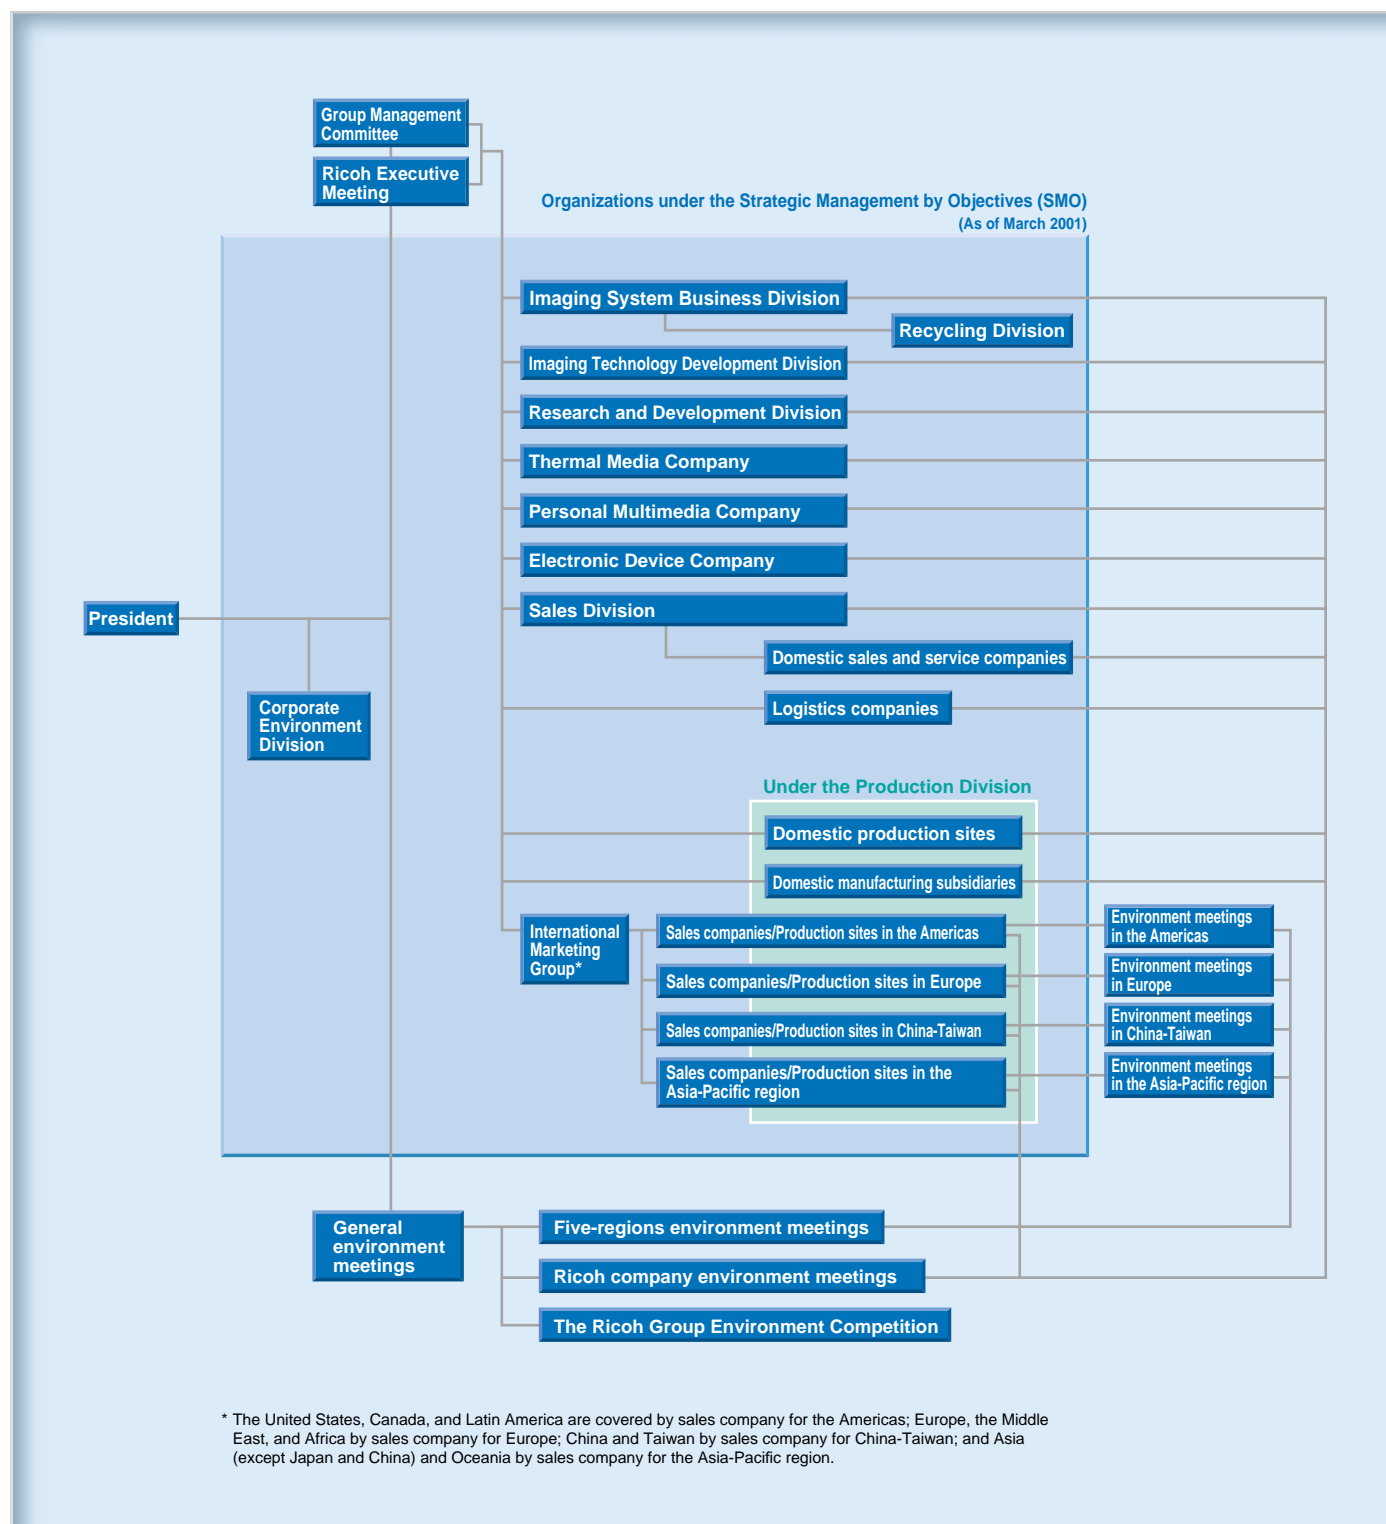 Group Management
Committee
Ricoh Executive
Meeting
Organizations under the Strategic Management by Objectives (SMO)
(As of March 2001)
Imaging System Business Division
Recycling Division
Imaging Technology Development Division
Research and Development Division
Thermal Media Company
Personal Multimedia Company
Electronic Device Company
Sales Division
President
Domestic sales and service companies
Corporate
Environment
Division
Logistics companies
Under the Production Division
Domestic production sites
Domestic manufacturing subsidiaries
International
Marketing
Group*
Sales companies/Production sites in the Americas
Environment meetings
in the Americas
Sales companies/Production sites in Europe
Environment meetings
in Europe
Sales companies/Production sites in China-Taiwan
Environment meetings
in China-Taiwan
Sales companies/Production sites in the
Asia-Pacific region
Environment meetings
in the Asia-Pacific region
General
environment
meetings
Five-regions environment meetings
Ricoh company environment meetings
The Ricoh Group Environment Competition
* The United States, Canada, and Latin America are covered by sales company for the Americas; Europe, the Middle
East, and Africa by sales company for Europe; China and Taiwan by sales company for China-Taiwan; and Asia
(except Japan and China) and Oceania by sales company for the Asia-Pacific region.